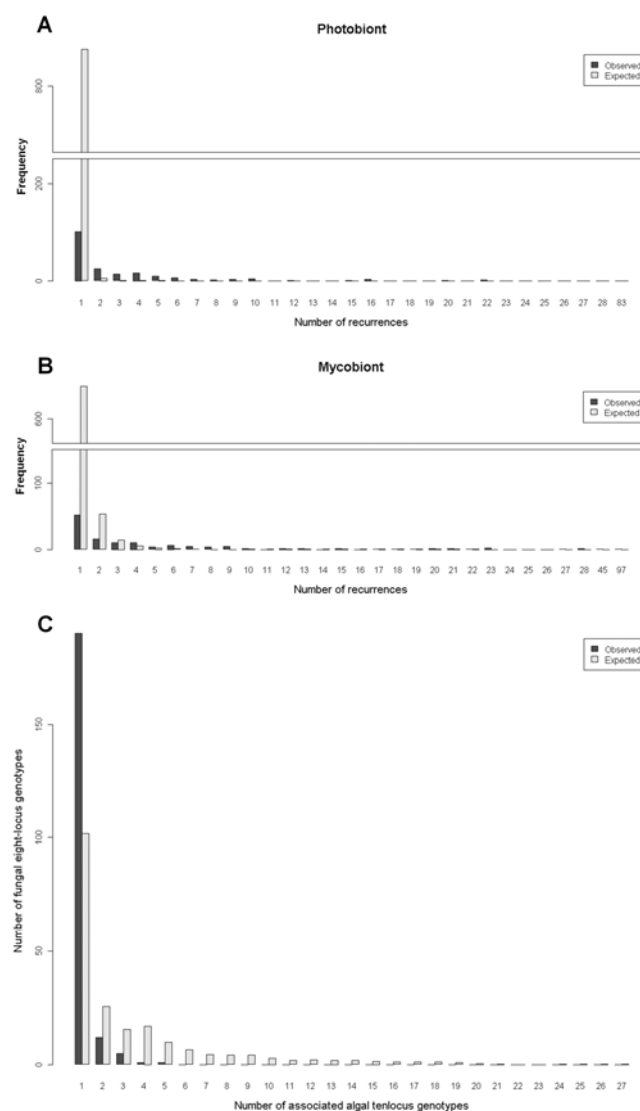 A
Photobiont
Observed
Expected
800
200
0
Frequency
1 2 3 4 5 6 7 8 9 10 11 12 13 14 15 16 17 18 19 20 21 22 23 24 25 26 27 28 83
Number of recurrences
B
Mycobiont
Observed
Expected
600
100
0
Frequency
1 2 3 4 5 6 7 8 9 10 11 12 13 14 15 16 17 18 19 20 21 22 23 24 25 26 27 28 45 97
Number of recurrences
C
Observed
Expected
150
100
50
0
Number of fungal eight-locus genotypes
1 2 3 4 5 6 7 8 9 10 11 12 13 14 15 16 17 18 19 20 21 22 23 24 25 26 27
Number of associated algal tenlocus genotypes